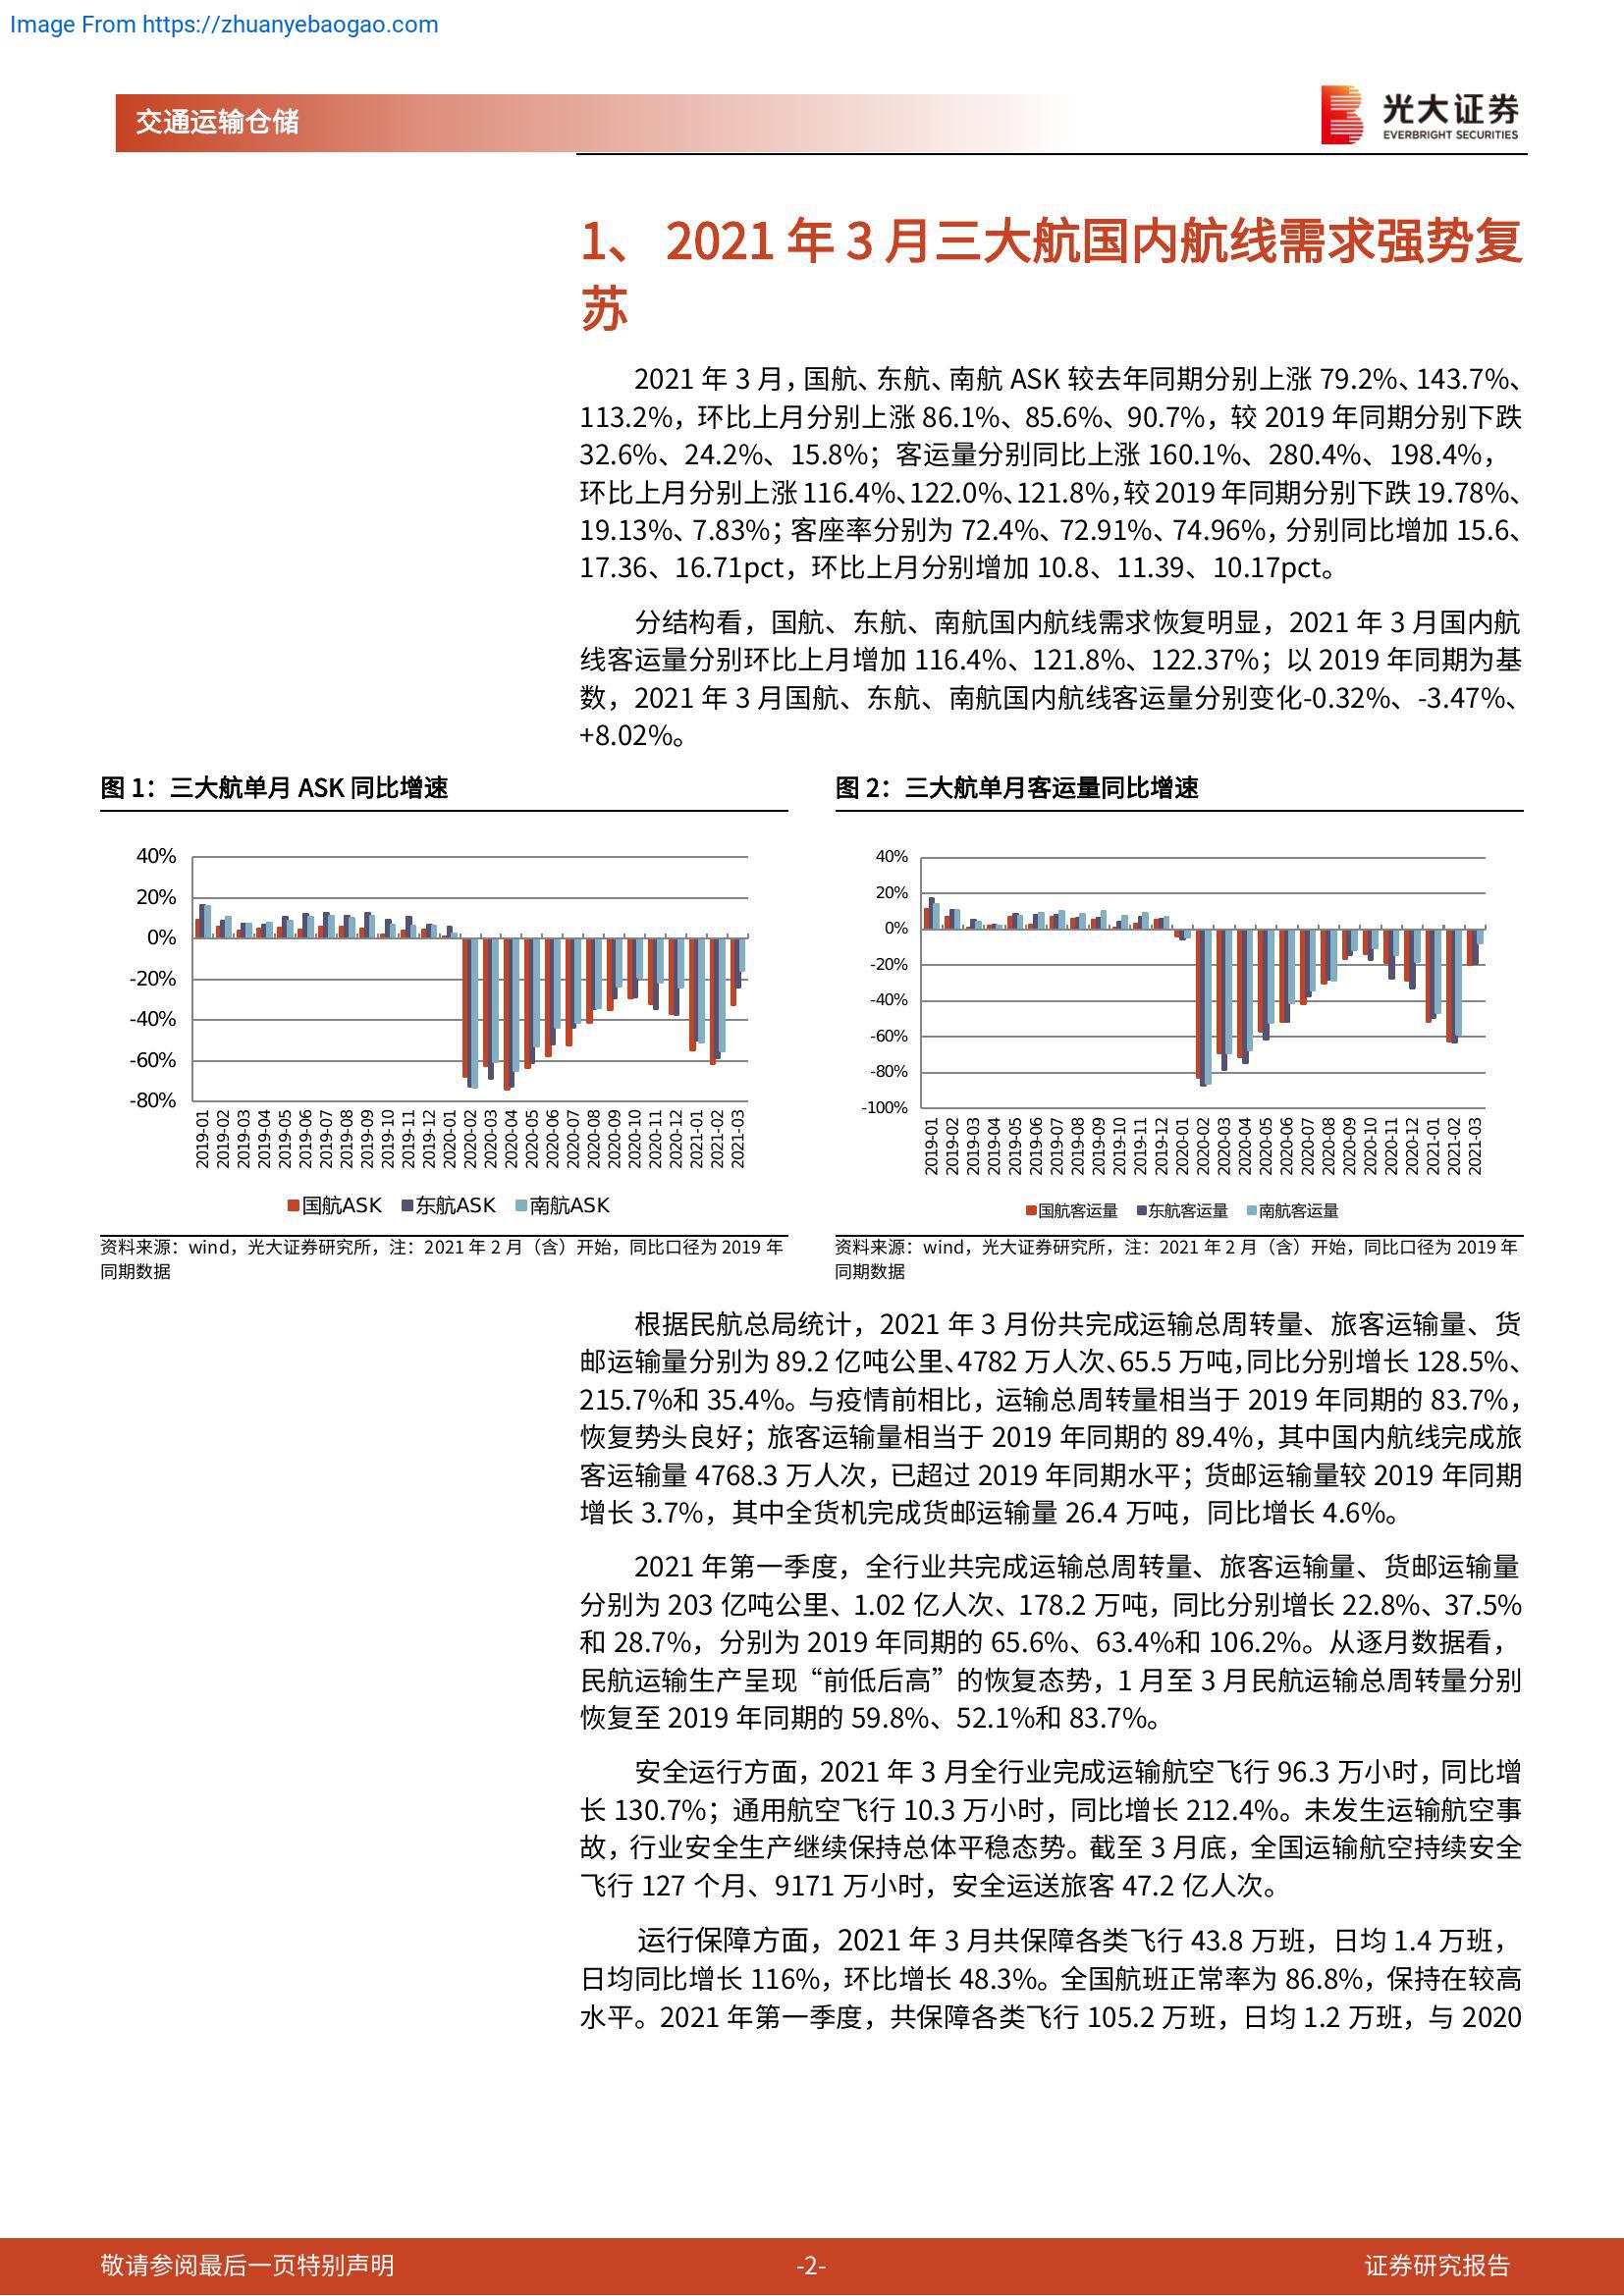 Image From https://zhuanyebaogao.com
交通运输仓储
光大证券
EVERBRIGHT SECURITIES
1、 2021 年 3 月三大航国内航线需求强势复
苏
2021 年 3 月，国航、东航、南航 ASK 较去年同期分别上涨 79.2%、143.7%、
113.2%，环比上月分别上涨 86.1%、85.6%、90.7%，较 2019 年同期分别下跌
32.6%、24.2%、15.8%；客运量分别同比上涨 160.1%、280.4%、198.4%，
环比上月分别上涨 116.4%、122.0%、121.8%，较 2019 年同期分别下跌 19.78%、
19.13%、7.83%；客座率分别为 72.4%、72.91%、74.96%，分别同比增加 15.6、
17.36、16.71pct，环比上月分别增加 10.8、11.39、10.17pct。
分结构看，国航、东航、南航国内航线需求恢复明显，2021 年 3 月国内航
线客运量分别环比上月增加 116.4%、121.8%、122.37%；以 2019 年同期为基
数，2021 年 3 月国航、东航、南航国内航线客运量分别变化-0.32%、-3.47%、
+8.02%。
图 1：三大航单月 ASK 同比增速
40%
20%
0%
-20%
-40%
-60%
-80%
2019-01
2019-02
2019-03
2019-04
2019-05
2019-06
2019-07
2019-08
2019-09
2019-10
2019-11
2019-12
2020-01
2020-02
2020-03
2020-04
2020-05
2020-06
2020-07
2020-08
2020-09
2020-10
2020-11
2020-12
2021-01
2021-02
2021-03
国航ASK 东航ASK 南航ASK
资料来源：wind，光大证券研究所，注：2021 年 2 月（含）开始，同比口径为 2019 年
同期数据
图 2：三大航单月客运量同比增速
40%
20%
0%
-20%
-40%
-60%
-80%
-100%
2019-01
2019-02
2019-03
2019-04
2019-05
2019-06
2019-07
2019-08
2019-09
2019-10
2019-11
2019-12
2020-01
2020-02
2020-03
2020-04
2020-05
2020-06
2020-07
2020-08
2020-09
2020-10
2020-11
2020-12
2021-01
2021-02
2021-03
国航客运量 东航客运量 南航客运量
资料来源：wind，光大证券研究所，注：2021 年 2 月（含）开始，同比口径为 2019 年
同期数据
根据民航总局统计，2021 年 3 月份共完成运输总周转量、旅客运输量、货
邮运输量分别为 89.2 亿吨公里、4782 万人次、65.5 万吨，同比分别增长 128.5%、
215.7%和 35.4%。与疫情前相比，运输总周转量相当于 2019 年同期的 83.7%，
恢复势头良好；旅客运输量相当于 2019 年同期的 89.4%，其中国内航线完成旅
客运输量 4768.3 万人次，已超过 2019 年同期水平；货邮运输量较 2019 年同期
增长 3.7%，其中全货机完成货邮运输量 26.4 万吨，同比增长 4.6%。
2021 年第一季度，全行业共完成运输总周转量、旅客运输量、货邮运输量
分别为 203 亿吨公里、1.02 亿人次、178.2 万吨，同比分别增长 22.8%、37.5%
和 28.7%，分别为 2019 年同期的 65.6%、63.4%和 106.2%。从逐月数据看，
民航运输生产呈现“前低后高”的恢复态势，1 月至 3 月民航运输总周转量分别
恢复至 2019 年同期的 59.8%、52.1%和 83.7%。
安全运行方面，2021 年 3 月全行业完成运输航空飞行 96.3 万小时，同比增
长 130.7%；通用航空飞行 10.3 万小时，同比增长 212.4%。未发生运输航空事
故，行业安全生产继续保持总体平稳态势。截至 3 月底，全国运输航空持续安全
飞行 127 个月、9171 万小时，安全运送旅客 47.2 亿人次。
运行保障方面，2021 年 3 月共保障各类飞行 43.8 万班，日均 1.4 万班，
日均同比增长 116%，环比增长 48.3%。全国航班正常率为 86.8%，保持在较高
水平。2021 年第一季度，共保障各类飞行 105.2 万班，日均 1.2 万班，与 2020
敬请参阅最后一页特别声明
-2-
证券研究报告